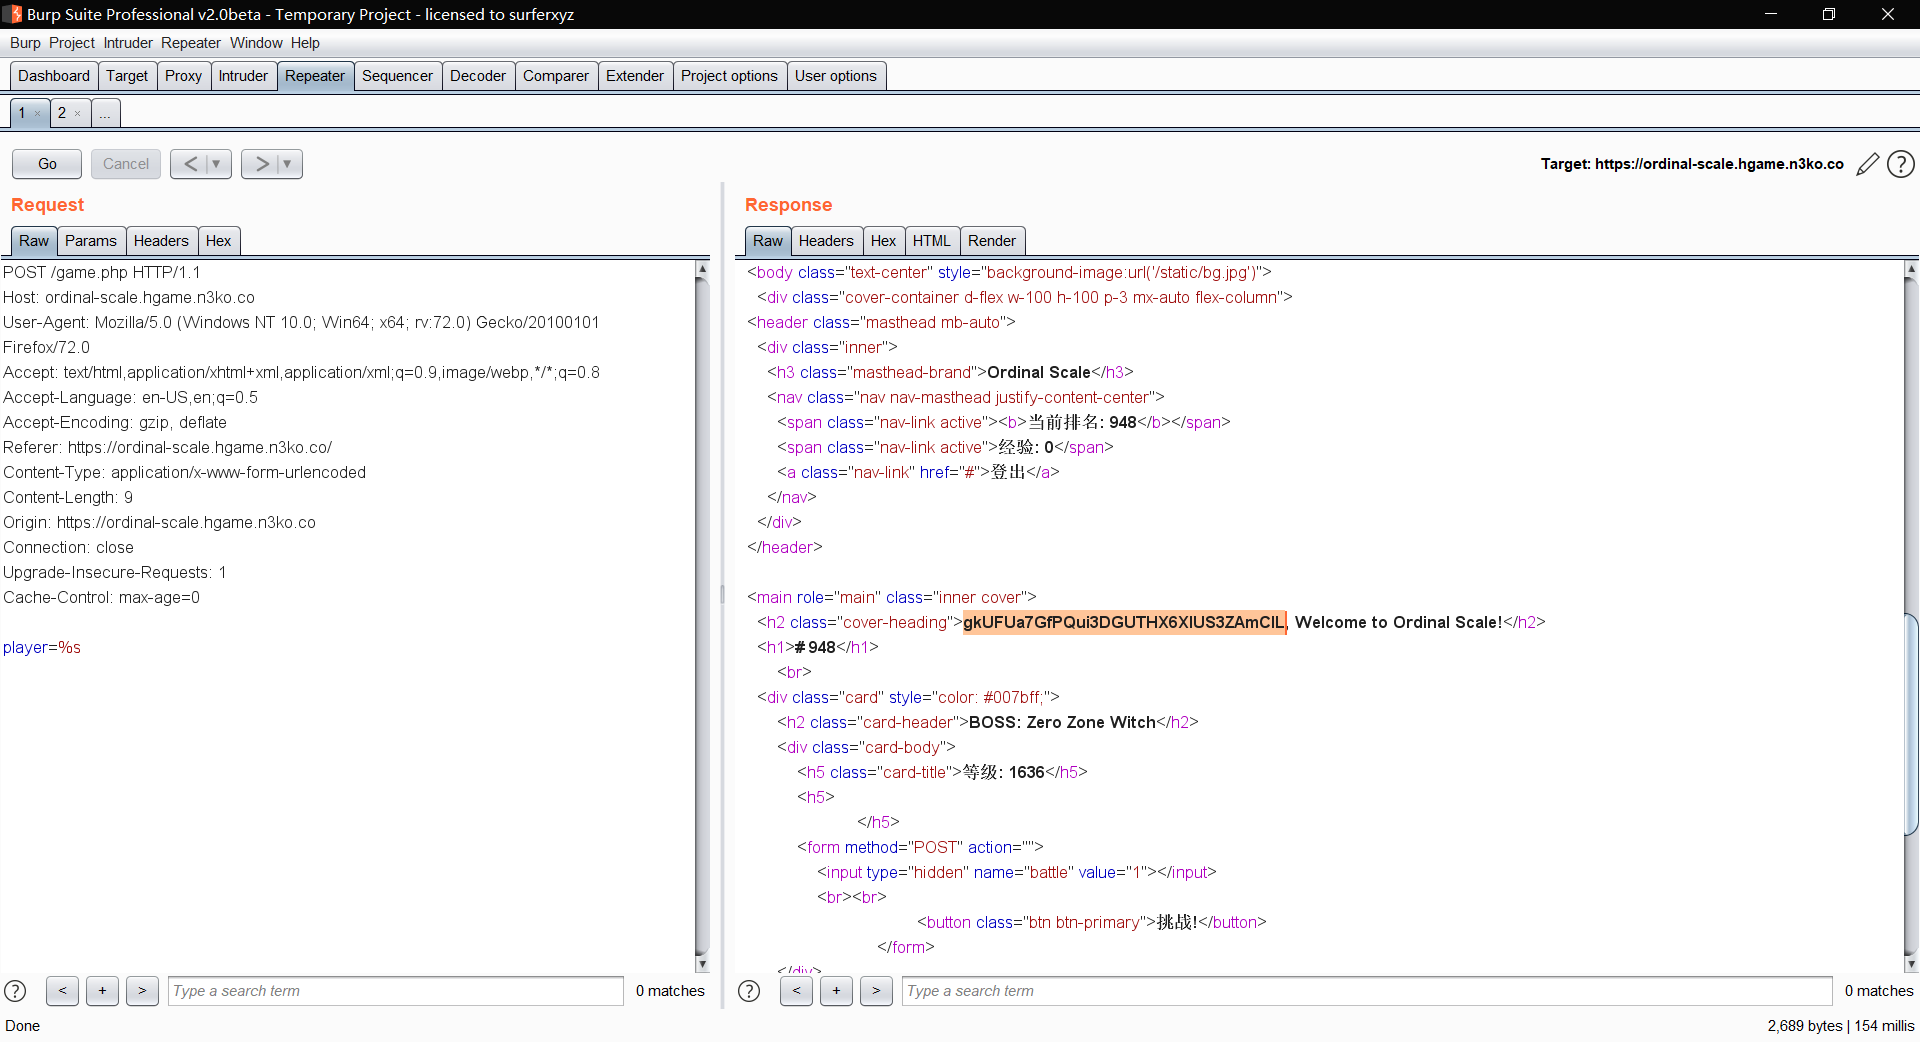 Burp Suite Professional v2.0beta - Temporary Project - licensed to surferxyz
Burp Project Intruder Repeater Window Help
Dashboard Target Proxy Intruder Repeater Sequencer Decoder Comparer Extender Project options User options
1 × 2 × ...
Go Cancel < ▼ > ▼ Target: https://ordinal-scale.hgame.n3ko.co ?
Request
Raw Params Headers Hex
POST /game.php HTTP/1.1
Host: ordinal-scale.hgame.n3ko.co
User-Agent: Mozilla/5.0 (Windows NT 10.0; Win64; x64; rv:72.0) Gecko/20100101
Firefox/72.0
Accept: text/html,application/xhtml+xml,application/xml;q=0.9,image/webp,*/*;q=0.8
Accept-Language: en-US,en;q=0.5
Accept-Encoding: gzip, deflate
Referer: https://ordinal-scale.hgame.n3ko.co/
Content-Type: application/x-www-form-urlencoded
Content-Length: 9
Origin: https://ordinal-scale.hgame.n3ko.co
Connection: close
Upgrade-Insecure-Requests: 1
Cache-Control: max-age=0
player=%s
? < + > Type a search term 0 matches
Response
Raw Headers Hex HTML Render
<body class="text-center" style="background-image:url('/static/bg.jpg')">
<div class="cover-container d-flex w-100 h-100 p-3 mx-auto flex-column">
<header class="masthead mb-auto">
<div class="inner">
<h3 class="masthead-brand">Ordinal Scale</h3>
<nav class="nav nav-masthead justify-content-center">
<span class="nav-link active"><b>当前排名: 948</b></span>
<span class="nav-link active">经验: 0</span>
<a class="nav-link" href="#">登出</a>
</nav>
</div>
</header>
<main role="main" class="inner cover">
<h2 class="cover-heading">gkUFUa7GfPQui3DGUTHX6XIUS3ZAmClL, Welcome to Ordinal Scale!</h2>
<h1># 948</h1>
<br>
<div class="card" style="color: #007bff;">
<h2 class="card-header">BOSS: Zero Zone Witch</h2>
<div class="card-body">
<h5 class="card-title">等级: 1636</h5>
<h5>
</h5>
<form method="POST" action="">
<input type="hidden" name="battle" value="1"></input>
<br><br>
<button class="btn btn-primary">挑战!</button>
</form>
</div>
? < + > Type a search term 0 matches
Done 2,689 bytes | 154 millis